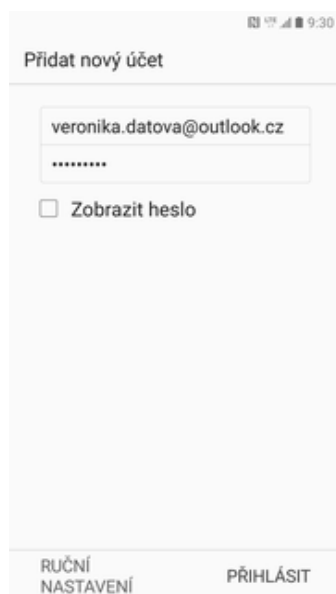 9:30
Přidat nový účet
veronika.datova@outlook.cz
•••••••••
Zobrazit heslo
RUČNÍ
NASTAVENÍ
PŘIHLÁSIT